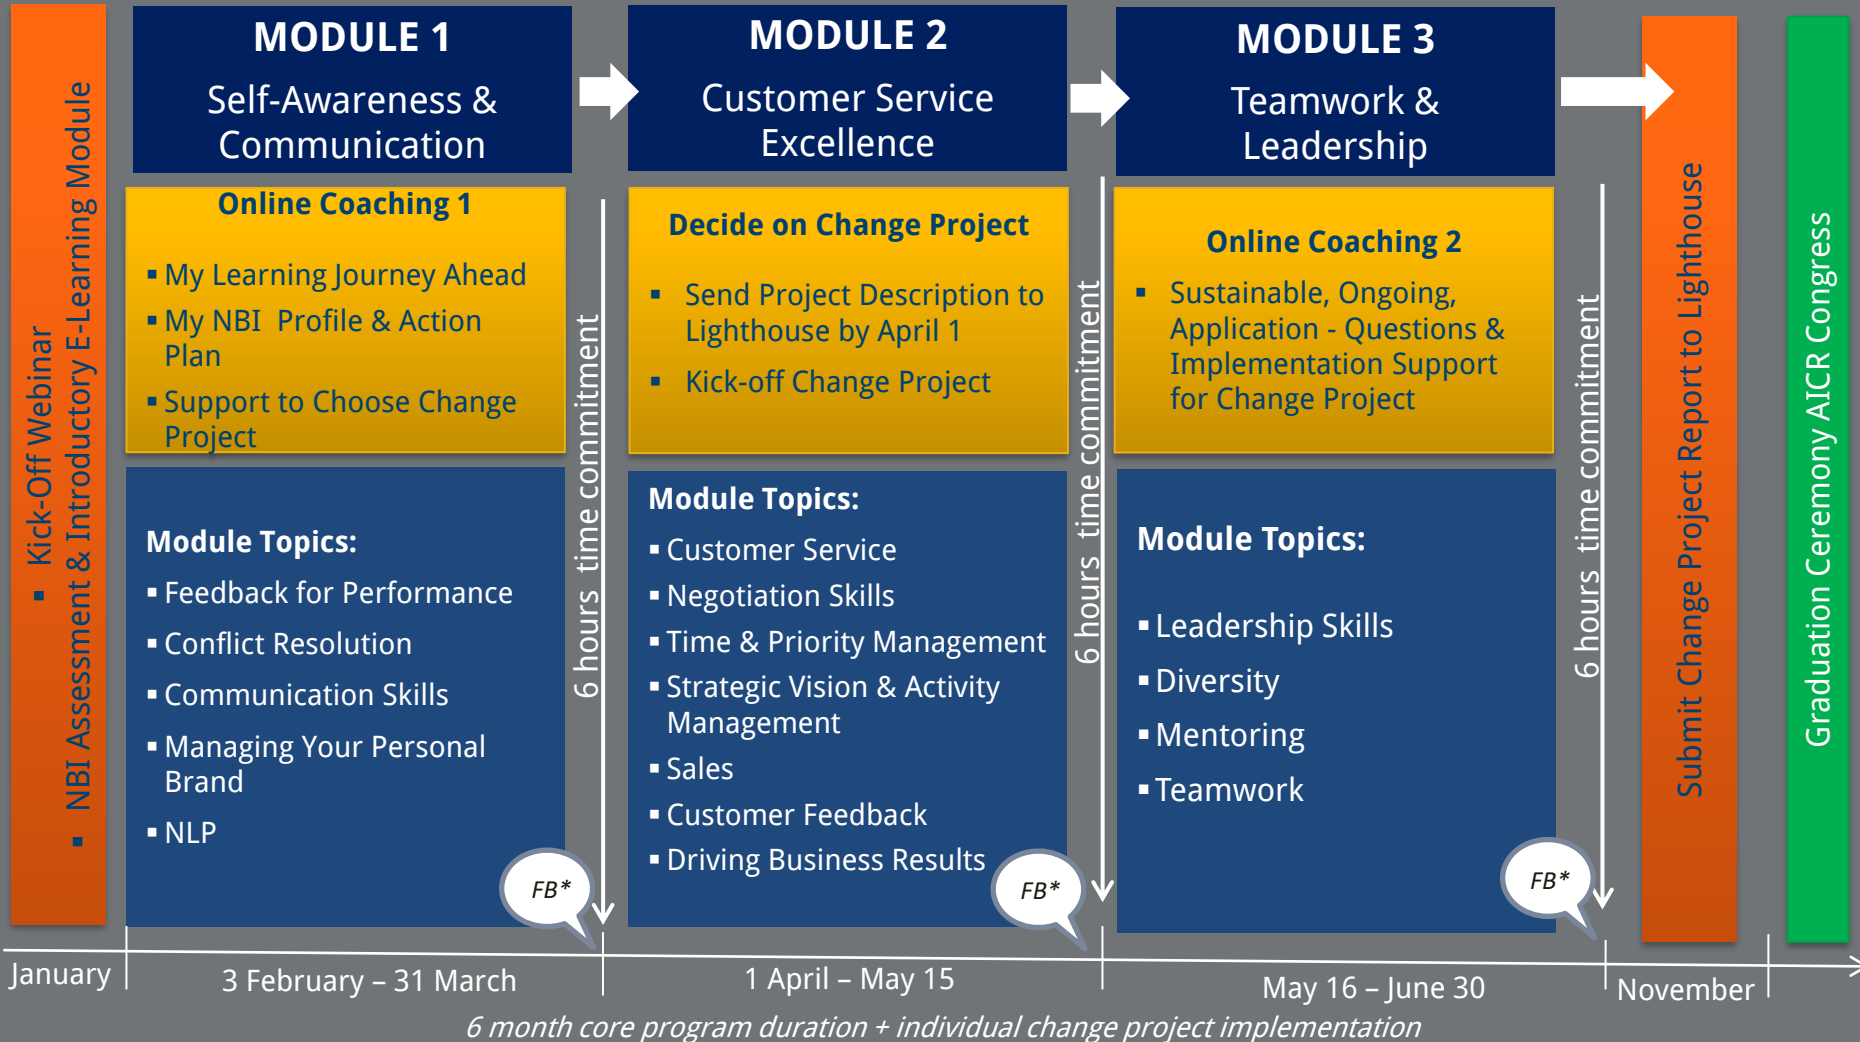 ▪ Kick-Off Webinar
▪ NBI Assessment & Introductory E-Learning Module
MODULE 1
Self-Awareness &
Communication
Online Coaching 1
▪ My Learning Journey Ahead
▪ My NBI Profile & Action
Plan
▪ Support to Choose Change
Project
Module Topics:
▪ Feedback for Performance
▪ Conflict Resolution
▪ Communication Skills
▪ Managing Your Personal
Brand
▪ NLP
FB*
6 hours time commitment
MODULE 2
Customer Service
Excellence
Decide on Change Project
▪ Send Project Description to
Lighthouse by April 1
▪ Kick-off Change Project
Module Topics:
▪ Customer Service
▪ Negotiation Skills
▪ Time & Priority Management
▪ Strategic Vision & Activity
Management
▪ Sales
▪ Customer Feedback
▪ Driving Business Results
FB*
6 hours time commitment
MODULE 3
Teamwork &
Leadership
Online Coaching 2
▪ Sustainable, Ongoing,
Application - Questions &
Implementation Support
for Change Project
Module Topics:
▪ Leadership Skills
▪ Diversity
▪ Mentoring
▪ Teamwork
FB*
6 hours time commitment
Submit Change Project Report to Lighthouse
Graduation Ceremony AICR Congress
January
3 February – 31 March
1 April – May 15
May 16 – June 30
November
6 month core program duration + individual change project implementation